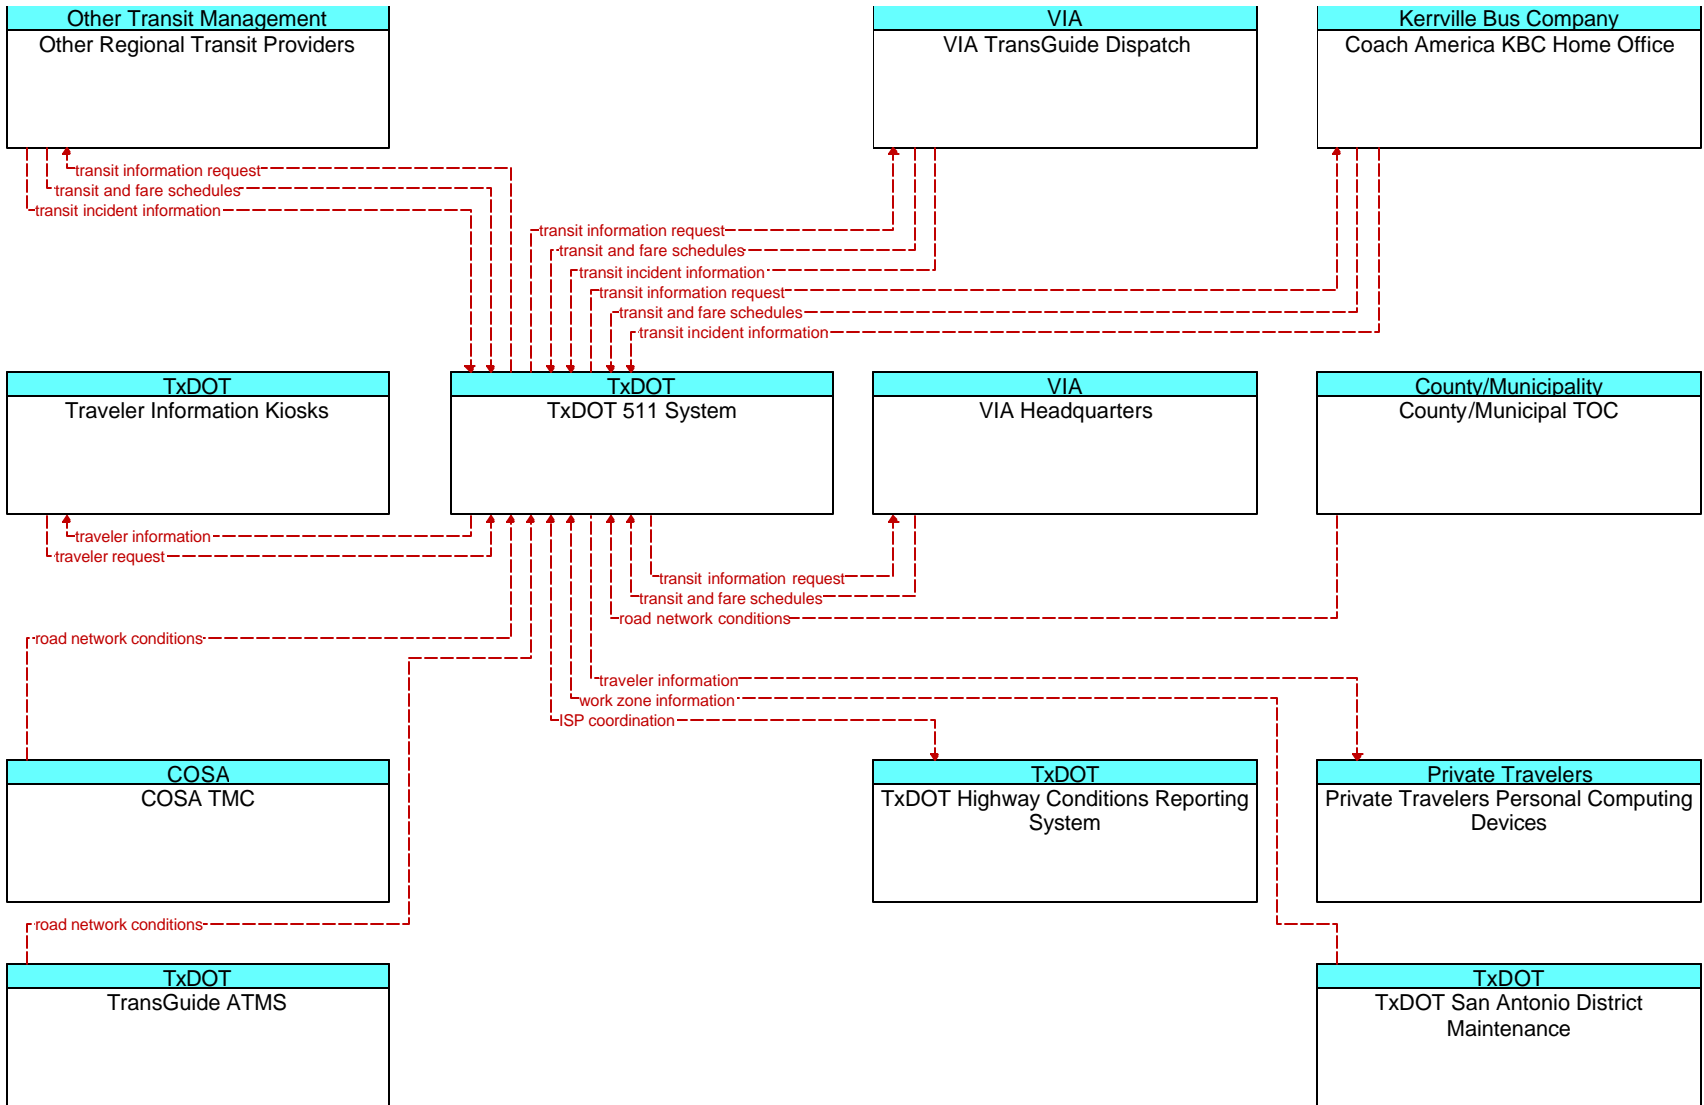 Other Transit Management
Other Regional Transit Providers
VIA
VIA TransGuide Dispatch
Kerrville Bus Company
Coach America KBC Home Office
transit information request
transit and fare schedules
transit incident information
transit information request
transit and fare schedules
transit incident information
transit information request
transit and fare schedules
transit incident information
TxDOT
Traveler Information Kiosks
TxDOT
TxDOT 511 System
VIA
VIA Headquarters
County/Municipality
County/Municipal TOC
traveler information
traveler request
transit information request
transit and fare schedules
road network conditions
road network conditions
traveler information
work zone information
ISP coordination
COSA
COSA TMC
TxDOT
TxDOT Highway Conditions Reporting
System
Private Travelers
Private Travelers Personal Computing
Devices
road network conditions
TxDOT
TransGuide ATMS
TxDOT
TxDOT San Antonio District
Maintenance